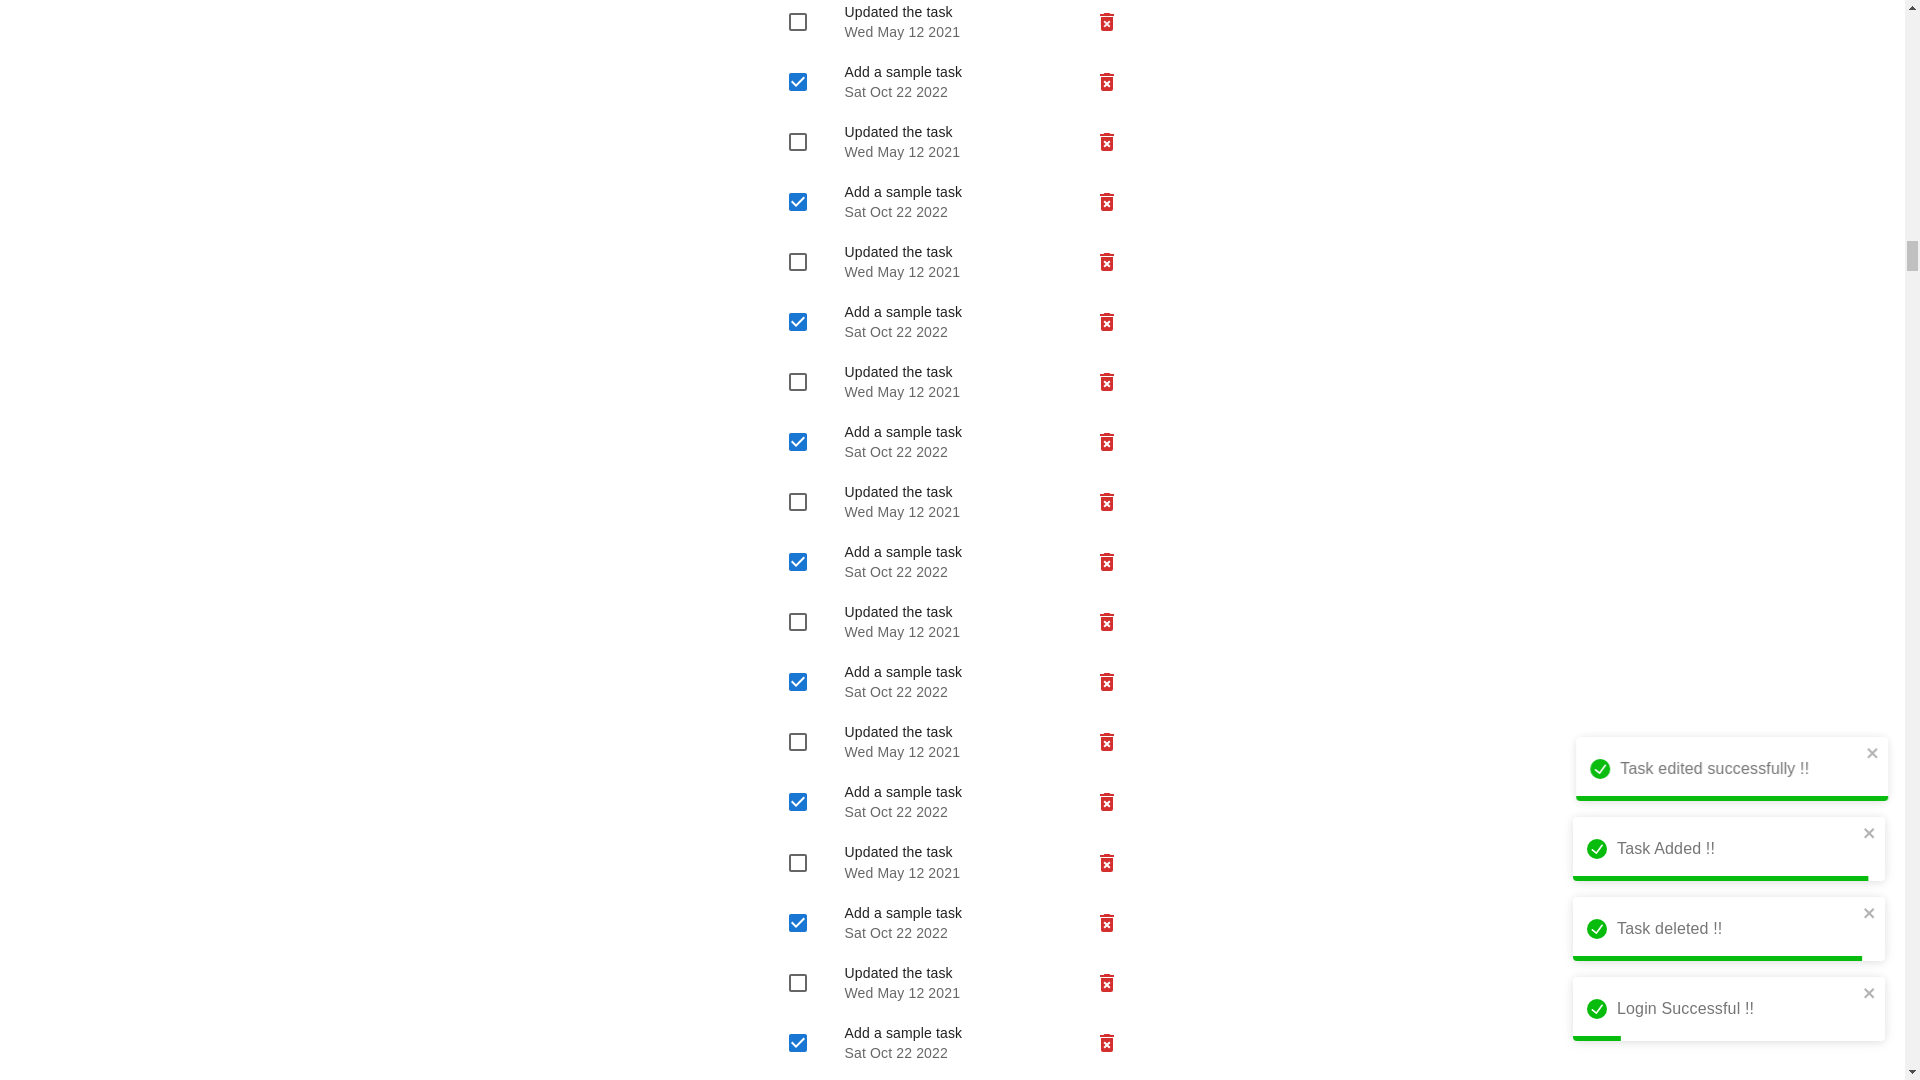 Updated the task
Wed May 12 2021
Add a sample task
Sat Oct 22 2022
Updated the task
Wed May 12 2021
Add a sample task
Sat Oct 22 2022
Updated the task
Wed May 12 2021
Add a sample task
Sat Oct 22 2022
Updated the task
Wed May 12 2021
Add a sample task
Sat Oct 22 2022
Updated the task
Wed May 12 2021
Add a sample task
Sat Oct 22 2022
Updated the task
Wed May 12 2021
Add a sample task
Sat Oct 22 2022
Updated the task
Wed May 12 2021
Add a sample task
Sat Oct 22 2022
Updated the task
Wed May 12 2021
Add a sample task
Sat Oct 22 2022
Updated the task
Wed May 12 2021
Add a sample task
Sat Oct 22 2022
Task edited successfully !!
Task Added !!
Task deleted !!
Login Successful !!